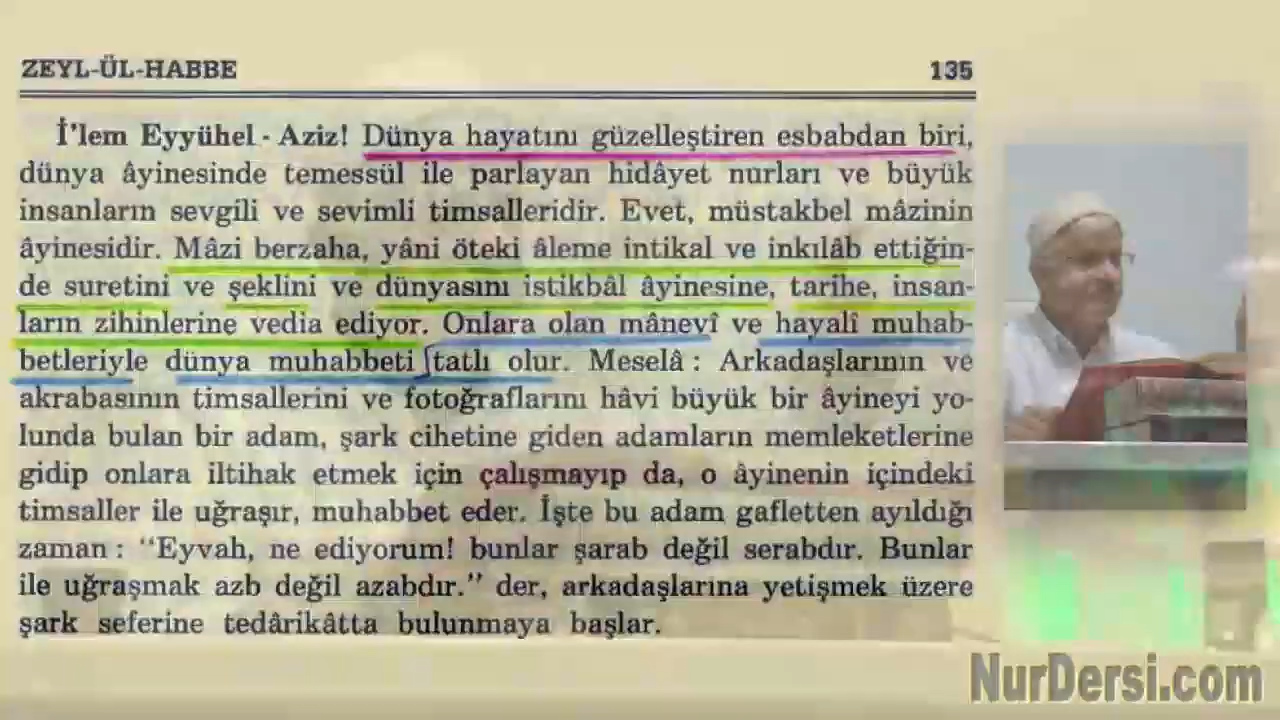 ZEYL-ÜL-HABBE 135
İ'lem Eyyühel - Aziz! Dünya hayatını güzelleştiren esbabdan biri,
dünya âyinesinde temessül ile parlayan hidâyet nurları ve büyük
insanların sevgili ve sevimli timsalleridir. Evet, müstakbel mâzinin
âyinesidir. Mâzi berzaha, yâni öteki âleme intikal ve inkılâb ettiğin-
de suretini ve şeklini ve dünyasını istikbâl âyinesine, tarihe, insan-
ların zihinlerine vedia ediyor. Onlara olan mânevî ve hayalî muhab-
betleriyle dünya muhabbeti tatlı olur. Meselâ : Arkadaşlarının ve
akrabasının timsallerini ve fotoğraflarını hâvi büyük bir âyineyi yo-
lunda bulan bir adam, şark cihetine giden adamların memleketlerine
gidip onlara iltihak etmek için çalışmayıp da, o âyinenin içindeki
timsaller ile uğraşır, muhabbet eder. İşte bu adam gafletten ayıldığı
zaman : "Eyvah, ne ediyorum! bunlar şarab değil serabdır. Bunlar
ile uğraşmak azb değil azabdır." der, arkadaşlarına yetişmek üzere
şark seferine tedârikâtta bulunmaya başlar.
NurDersi.com